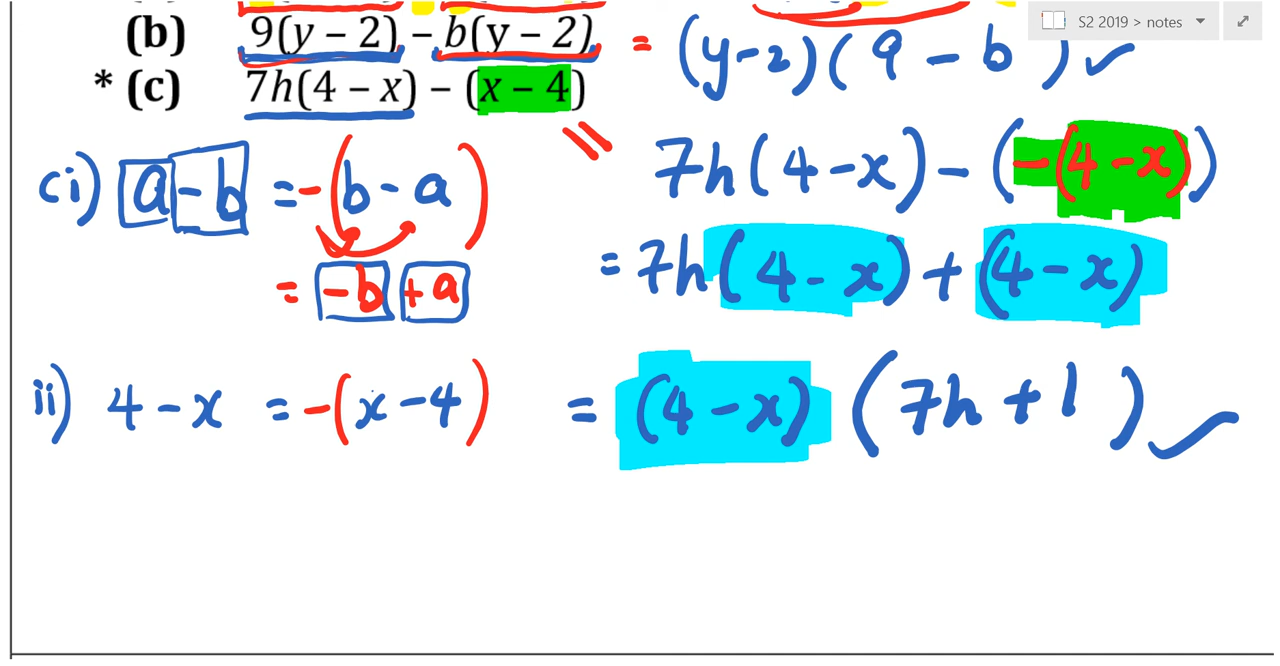 S2 2019 > notes
(b) 9(y − 2) − b(y − 2) = (y−2)(9 − b) ✓
* (c) 7h(4 − x) − (x − 4)
7h(4−x) − (−(4−x))
ci) a − b = −(b − a)
= 7h(4−x) + (4−x)
= −b + a
ii) 4 − x = −(x − 4)
= (4 − x) (7h + 1) ✓